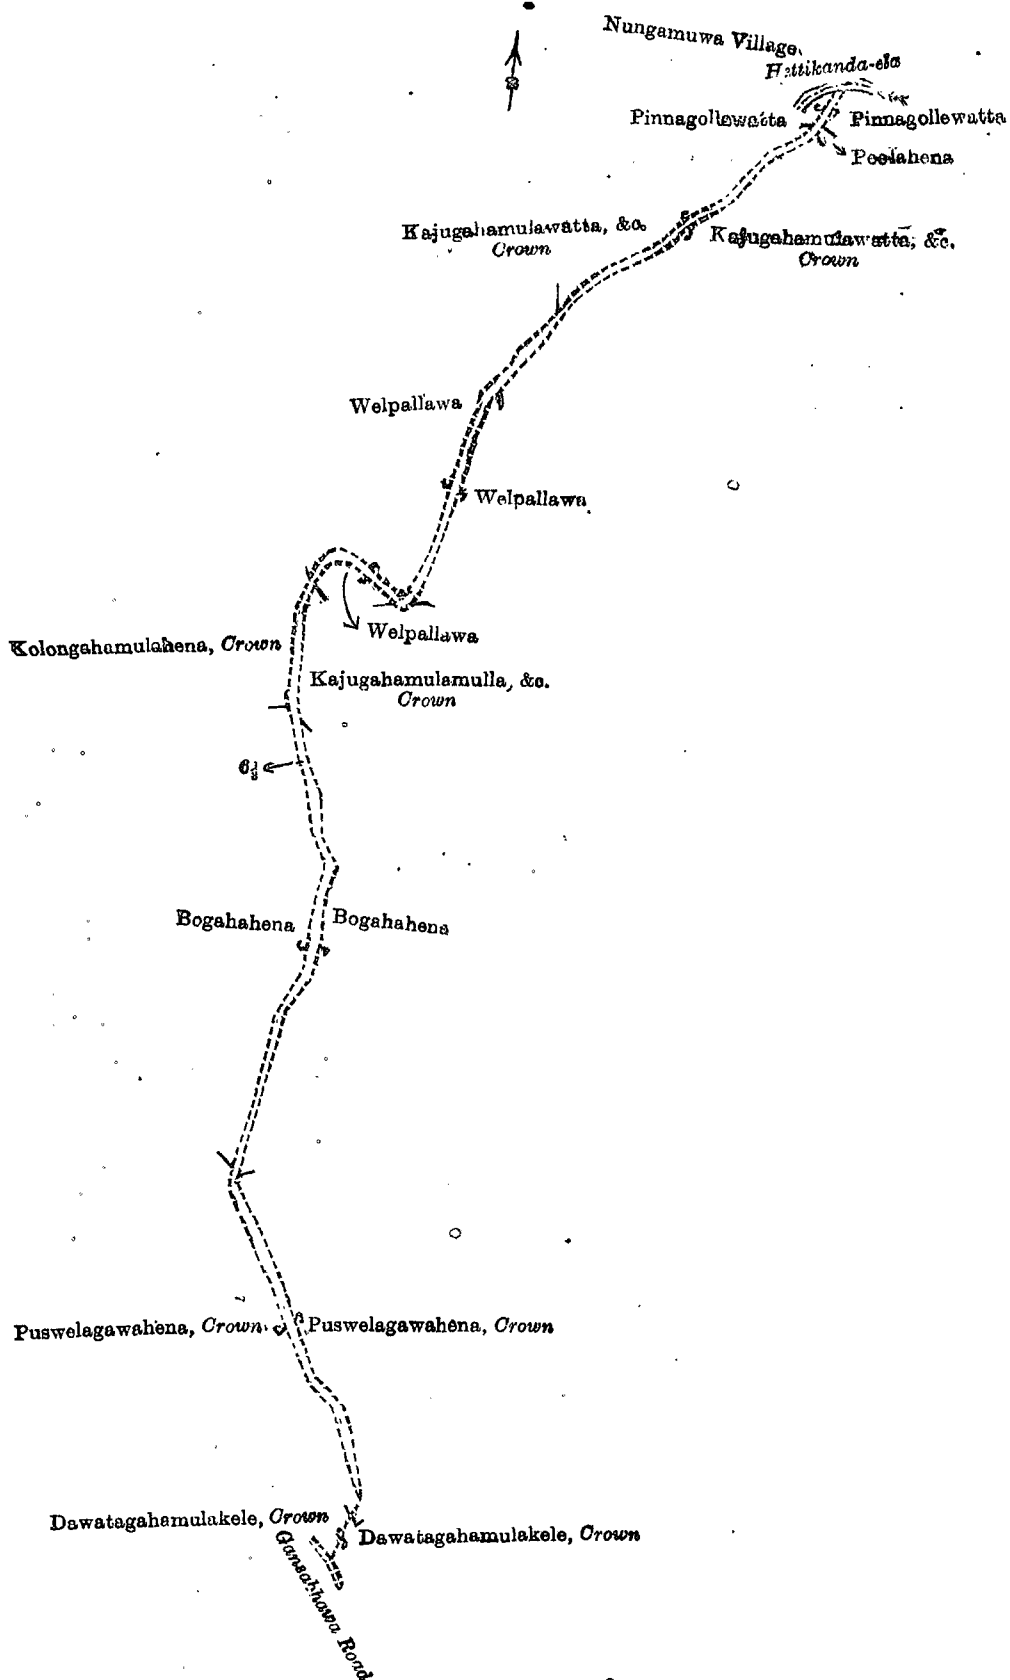 Nungamuwa Village
Hettikanda-ela
Pinnagollewatta
Pinnagollewatta
Peelahena
Kajugahamulawatta, &c.
Crown
Kajugahamulawatta, &c.
Crown
Welpallawa
Welpallawa
Welpallawa
Kolongahamulahena, Crown
Kajugahamulamulla, &c.
Crown
Bogahahena
Bogahahena
Puswelagawahena, Crown
Puswelagawahena, Crown
Dawatagahamulakele, Crown
Dawatagahamulakele, Crown
Gansabhawa Road